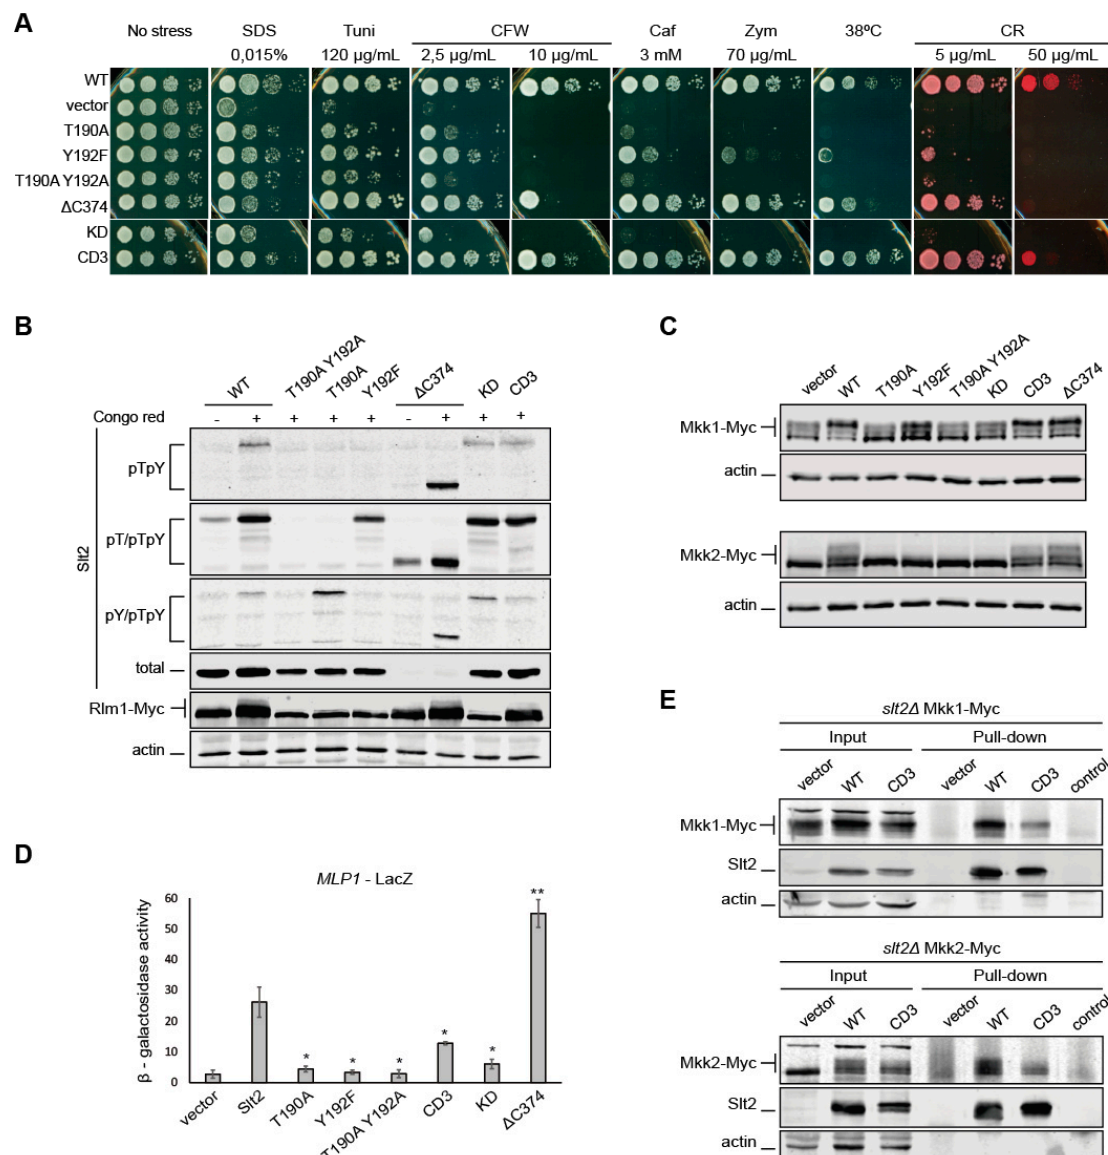 A
No stress SDS Tuni CFW Caf Zym 38ºC CR
0,015% 120 µg/mL 2,5 µg/mL 10 µg/mL 3 mM 70 µg/mL 5 µg/mL 50 µg/mL
WT
vector
T190A
Y192F
T190A Y192A
ΔC374
KD
CD3
B
WT T190A Y192A T190A Y192F ΔC374 KD CD3
Congo red - + + + + - + + +
Slt2
pTpY
pT/pTpY
pY/pTpY
total
Rlm1-Myc
actin
C
vector WT T190A Y192F T190A Y192A KD CD3 ΔC374
Mkk1-Myc
actin
Mkk2-Myc
actin
D
MLP1 - LacZ
β - galactosidase activity
60
50
40
30
20
10
0
* * * * * **
vector Slt2 T190A Y192F T190A Y192A CD3 KD ΔC374
E
slt2Δ Mkk1-Myc
Input Pull-down
vector WT CD3 vector WT CD3 control
Mkk1-Myc
Slt2
actin
slt2Δ Mkk2-Myc
Input Pull-down
vector WT CD3 vector WT CD3 control
Mkk2-Myc
Slt2
actin